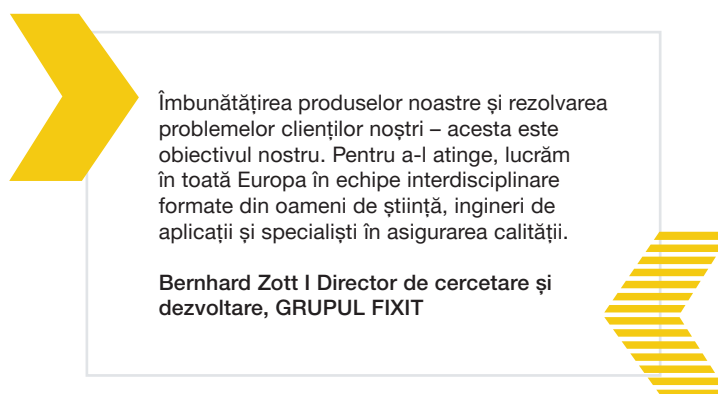 Îmbunătățirea produselor noastre și rezolvarea
problemelor clienților noștri – acesta este
obiectivul nostru. Pentru a-l atinge, lucrăm
în toată Europa în echipe interdisciplinare
formate din oameni de știință, ingineri de
aplicații și specialiști în asigurarea calității.
Bernhard Zott I Director de cercetare și
dezvoltare, GRUPUL FIXIT